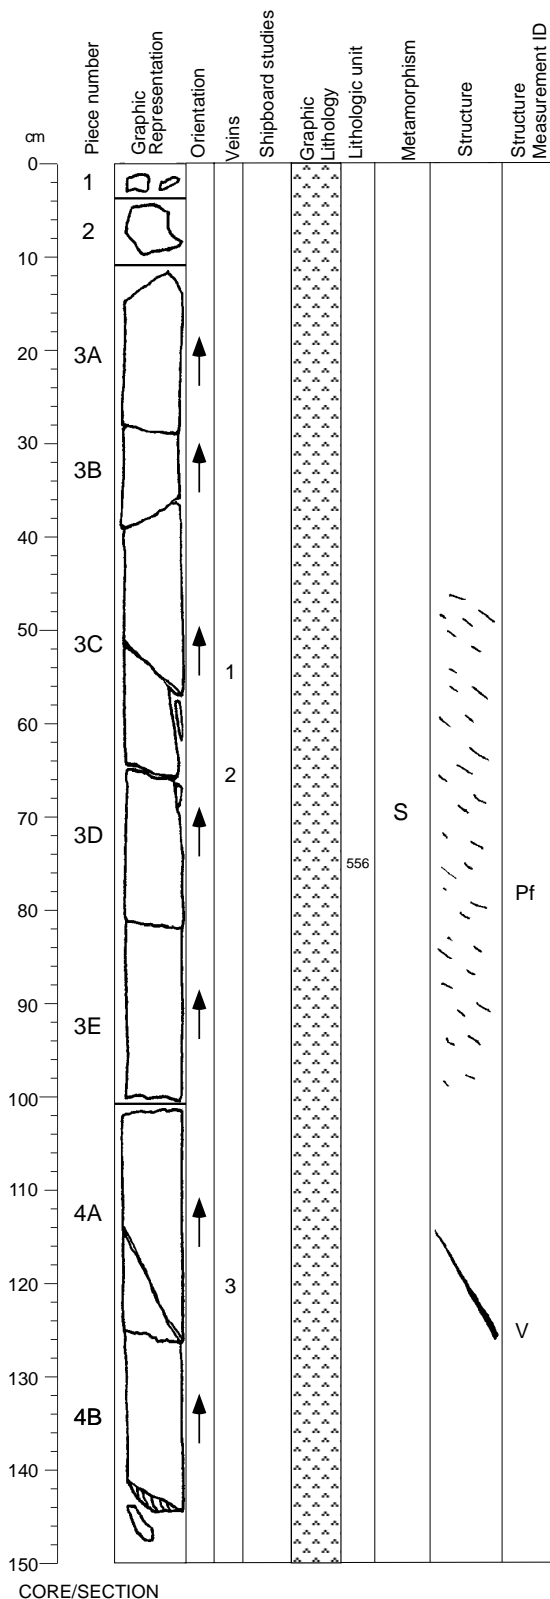 cm
Piece number
Graphic
Representation
Orientation
Veins
Shipboard studies
Graphic
Lithology
Lithologic unit
Metamorphism
Structure
Structure
Measurement ID
0
1
2
10
20
3A
30
3B
40
50
3C
1
60
2
70
3D
S
556
80
Pf
90
3E
100
110
4A
120
3
V
130
4B
140
150
CORE/SECTION